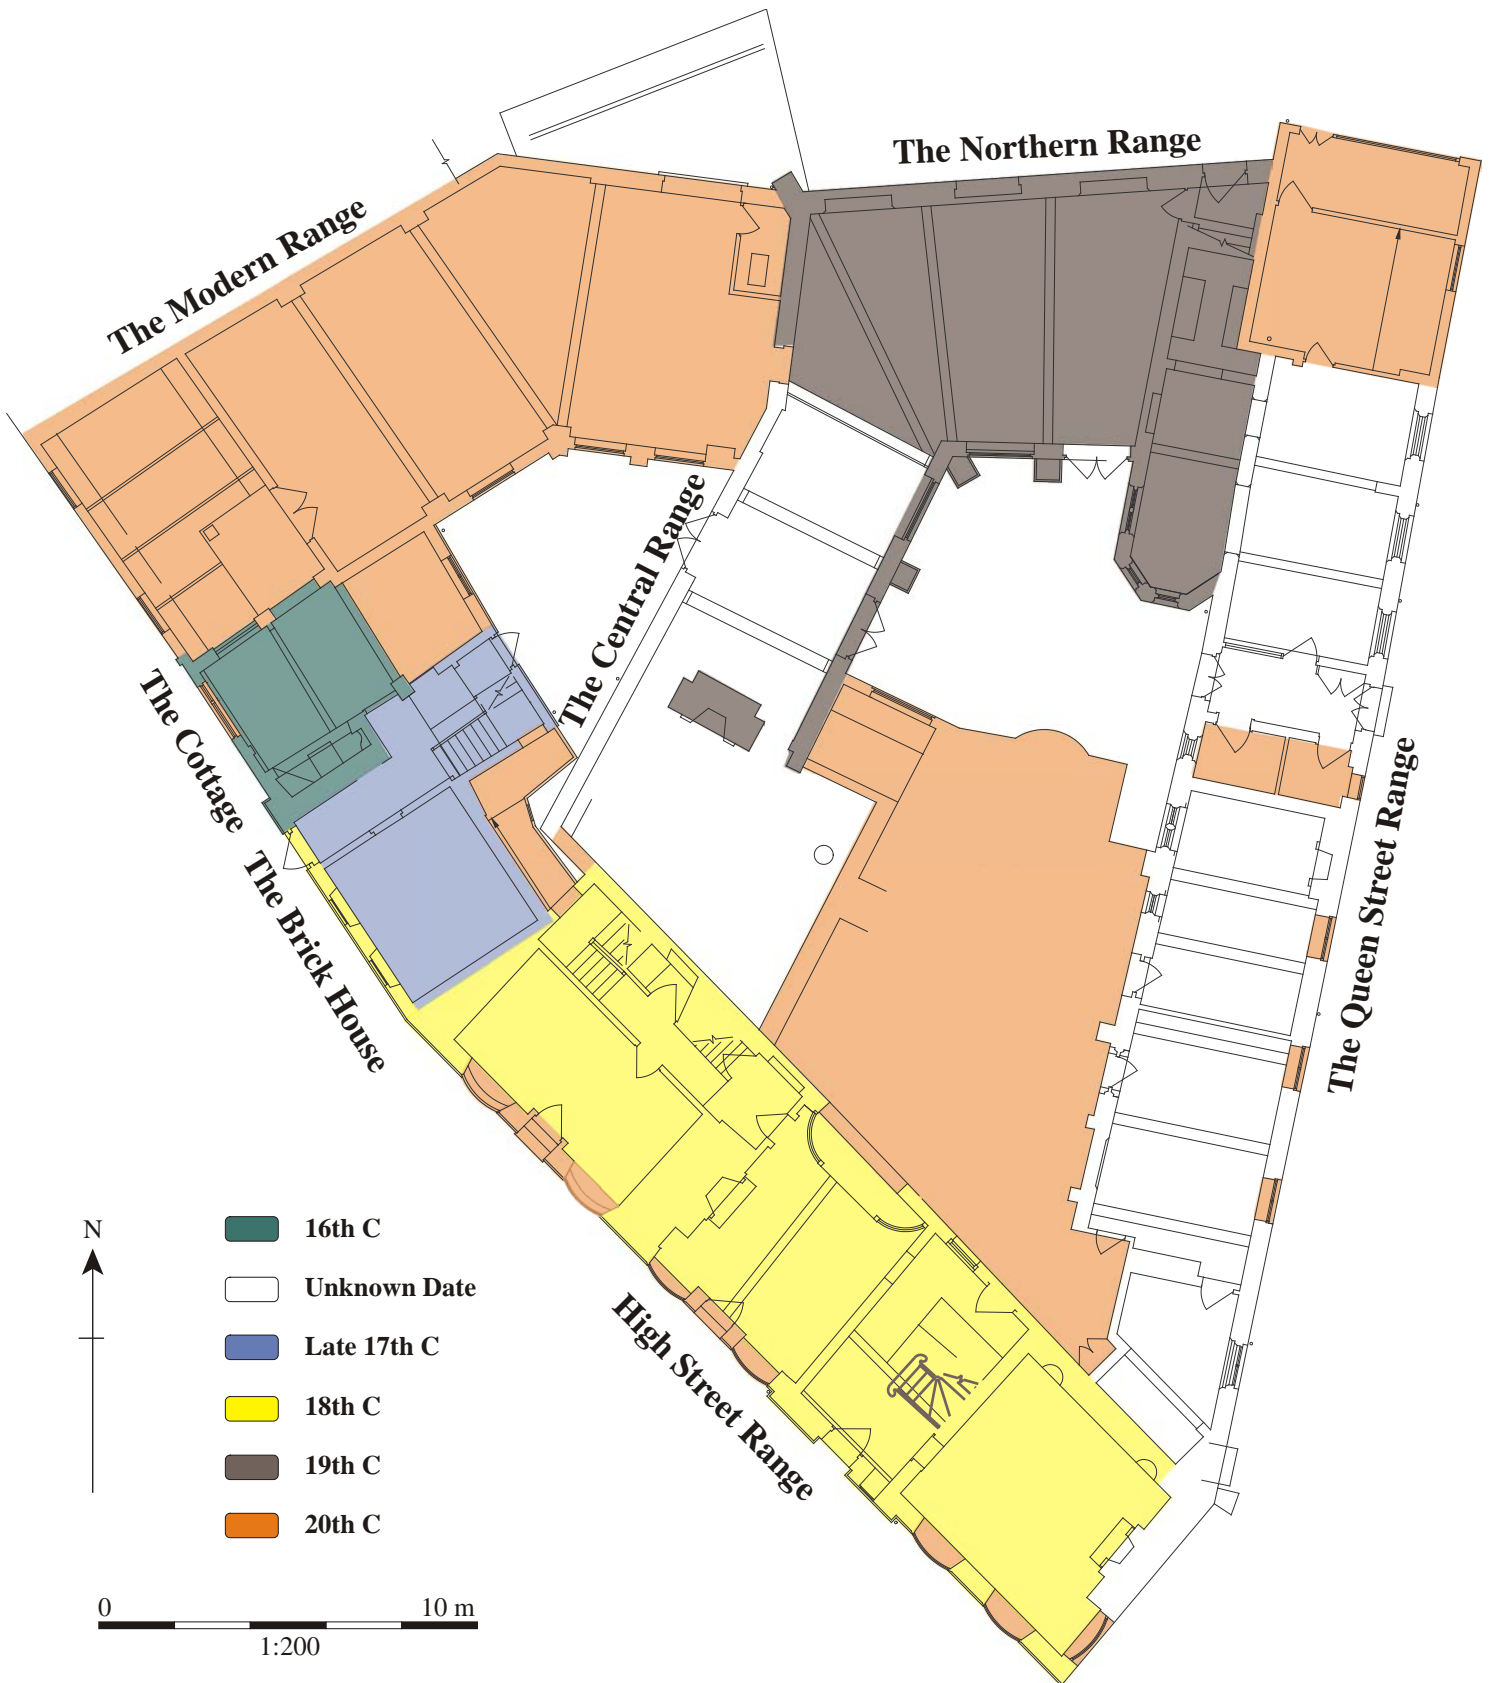 The Northern Range
The Modern Range
The Central Range
The Cottage
The Brick House
The Queen Street Range
High Street Range
N
16th C
Unknown Date
Late 17th C
18th C
19th C
20th C
0 10 m
1:200